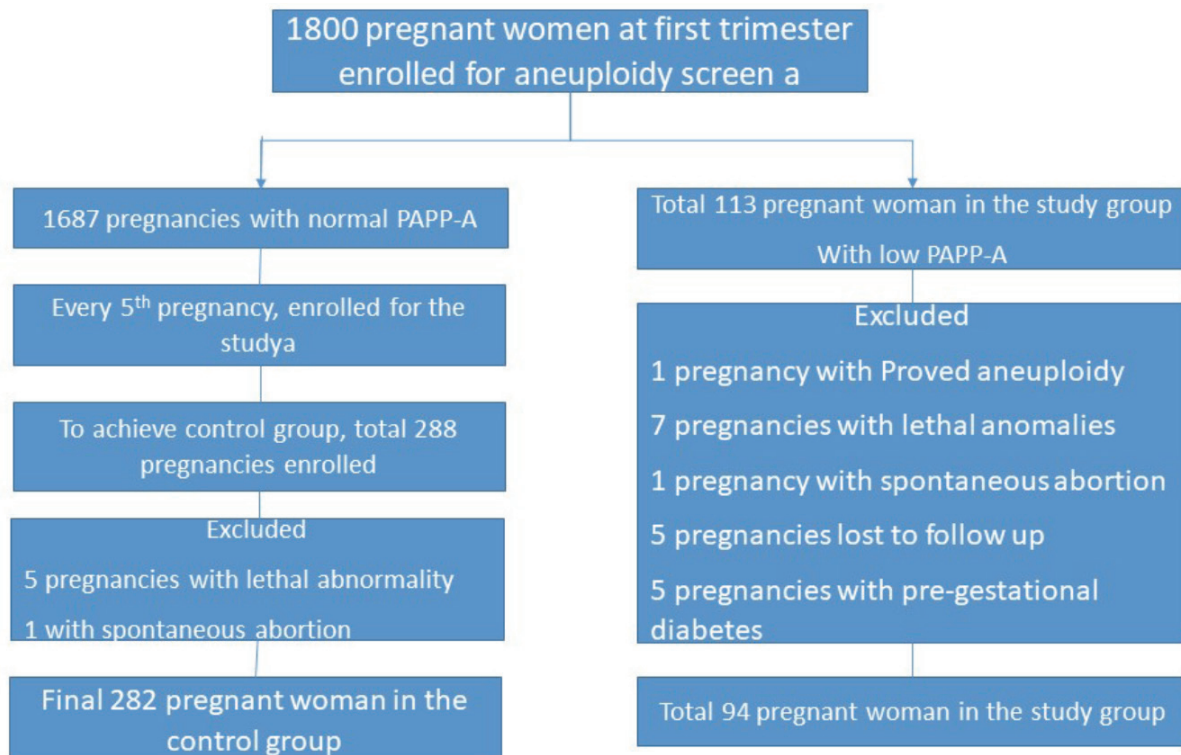 1800 pregnant women at first trimester
enrolled for aneuploidy screen a
1687 pregnancies with normal PAPP-A
Every 5th pregnancy, enrolled for the
studya
To achieve control group, total 288
pregnancies enrolled
Excluded
5 pregnancies with lethal abnormality
1 with spontaneous abortion
Final 282 pregnant woman in the
control group
Total 113 pregnant woman in the study group
With low PAPP-A
Excluded
1 pregnancy with Proved aneuploidy
7 pregnancies with lethal anomalies
1 pregnancy with spontaneous abortion
5 pregnancies lost to follow up
5 pregnancies with pre-gestational
diabetes
Total 94 pregnant woman in the study group